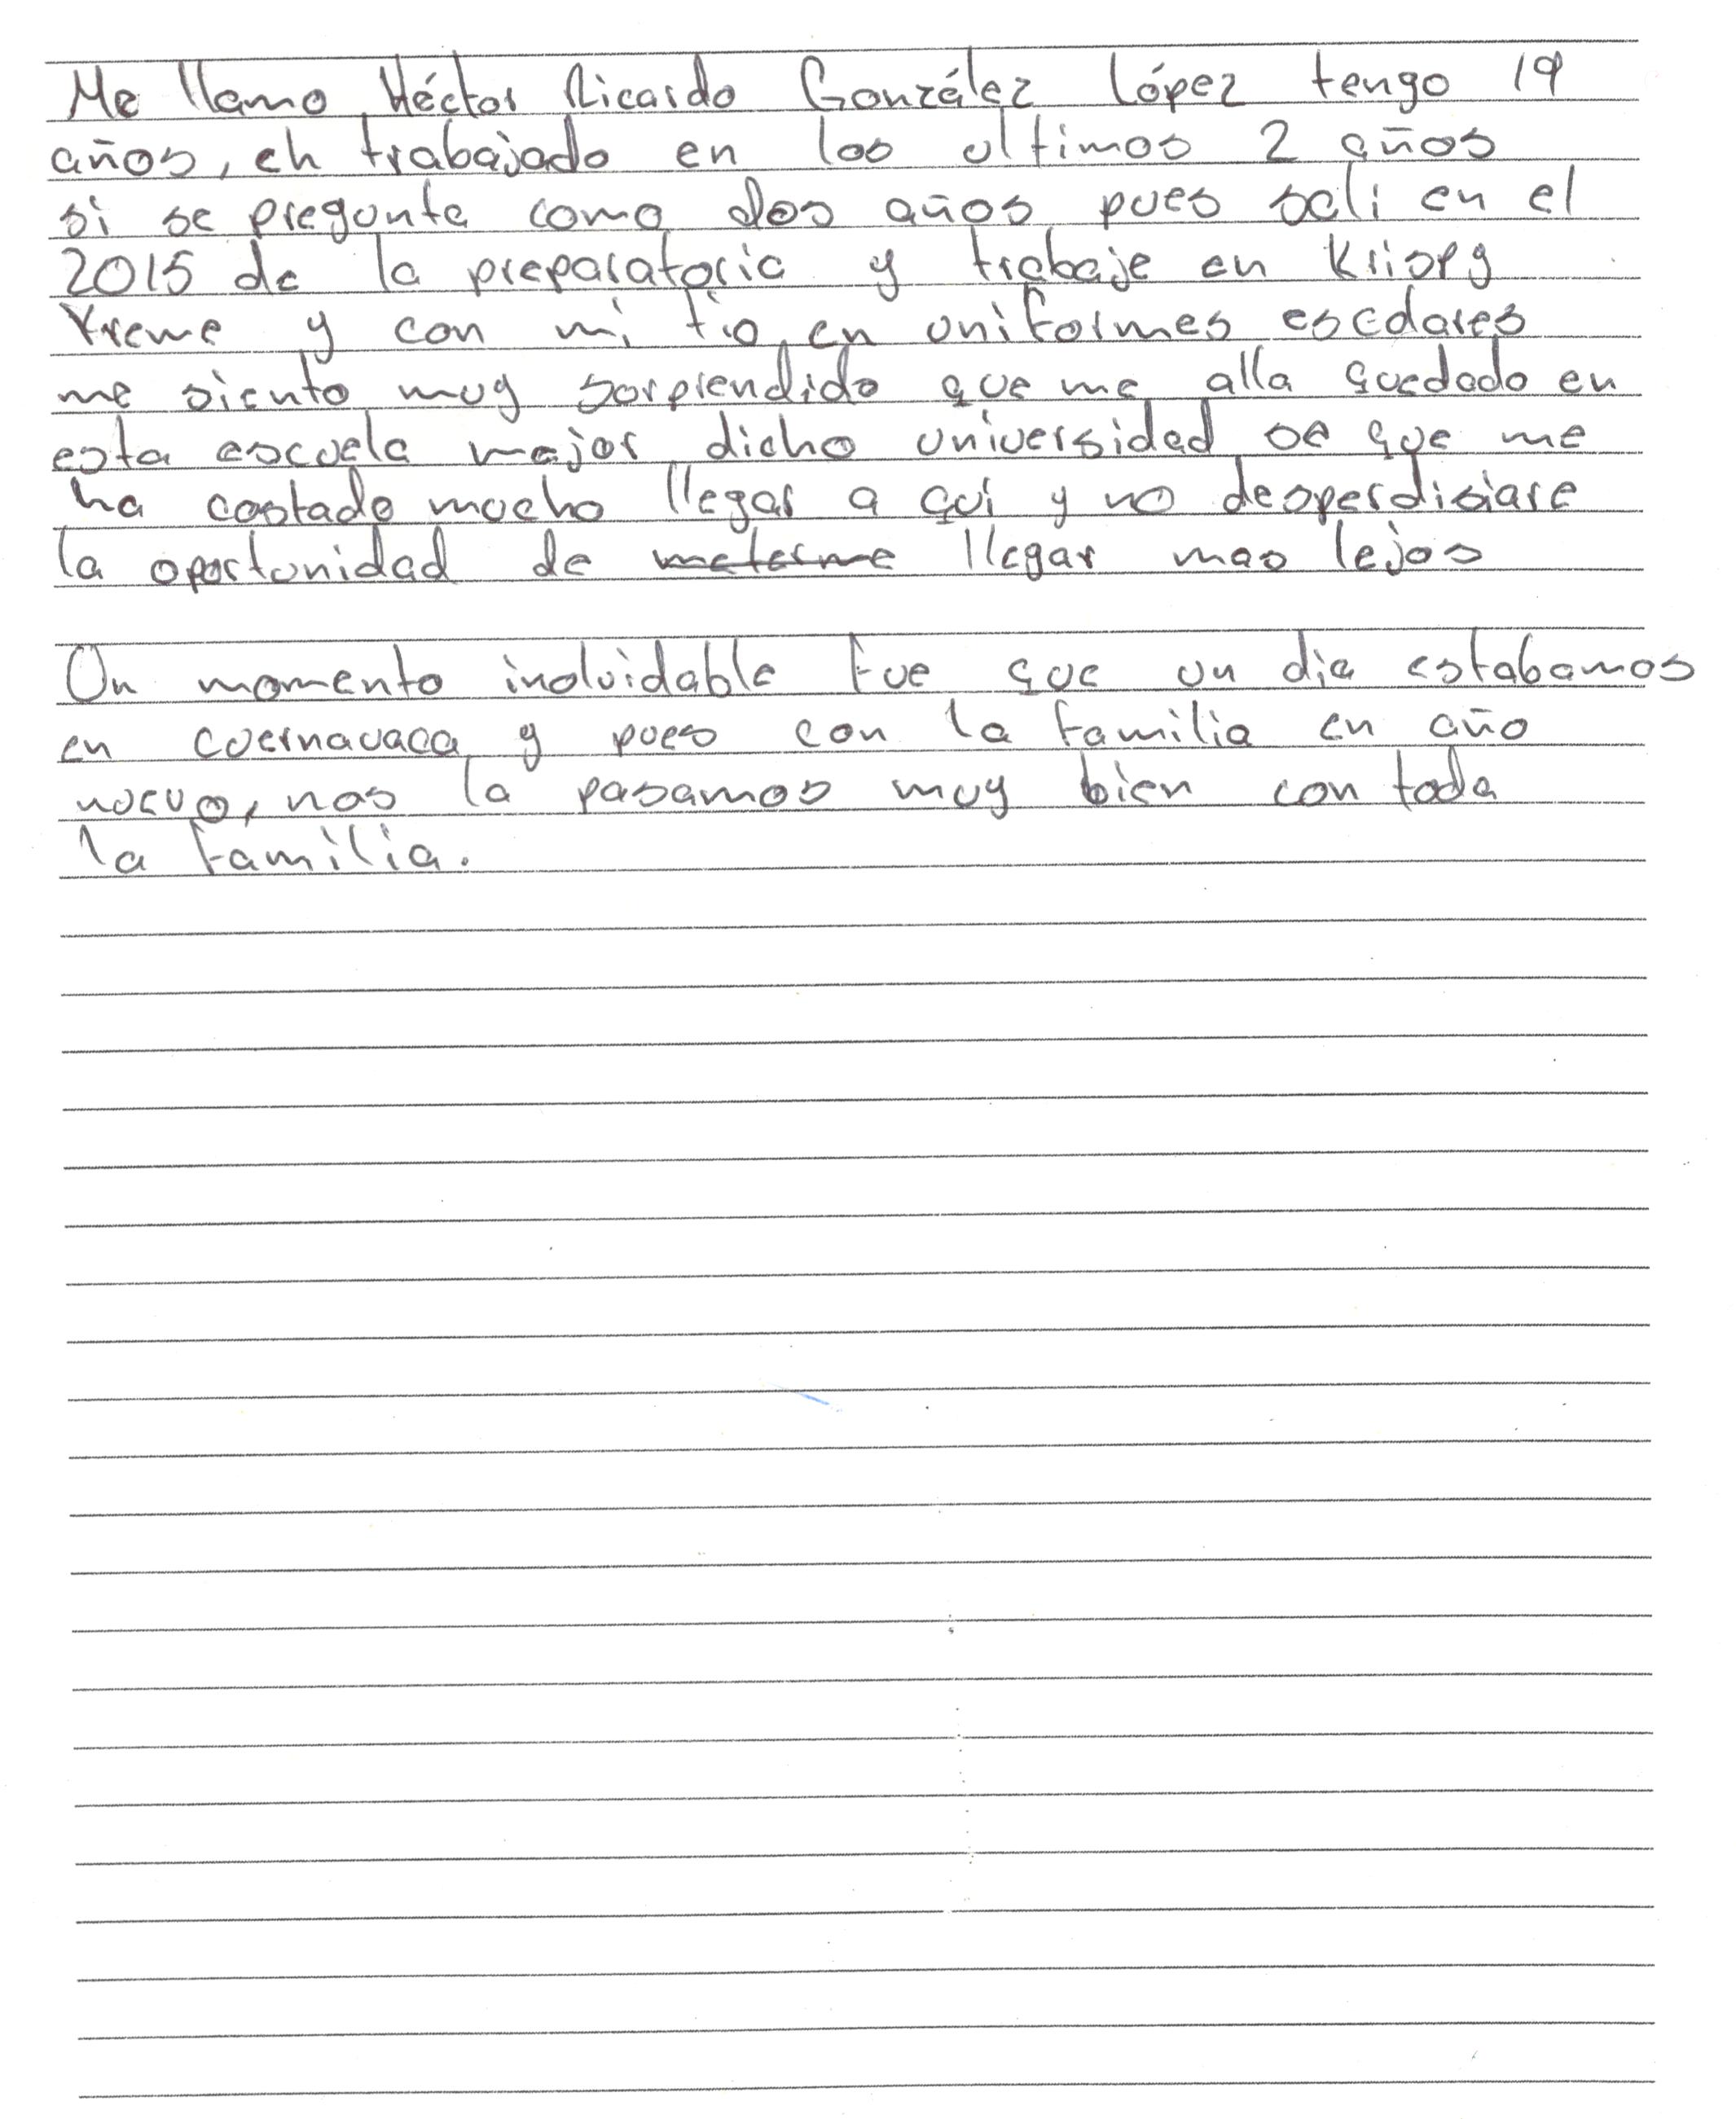 Me llamo Héctor Ricardo González López tengo 19
años, eh trabajado en los ultimos 2 años
si se pregunta como dos años pues sali en el
2015 de la preparatoria y trabaje en Krispy
Kreme y con mi tio en uniformes escolares
me siento muy sorprendido que me alla quedado en
esta escuela mejor dicho universidad se que me
ha costado mucho llegar a qui y no desperdisiare
la oportunidad de meterme llegar mas lejos
Un momento inolvidable fue que un dia estabamos
en cuernavaca y pues con la familia en año
nuevo, nos la pasamos muy bien con toda
la familia.